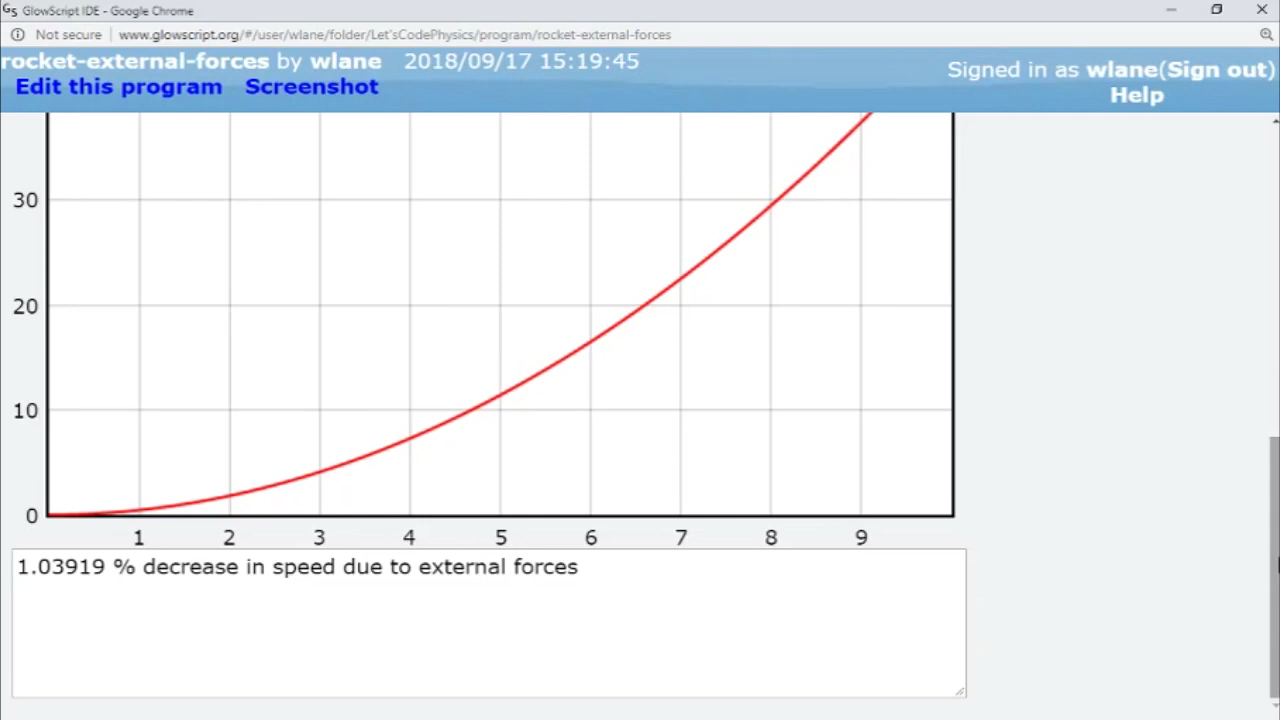 GS GlowScript IDE - Google Chrome
Not secure | www.glowscript.org/#/user/wlane/folder/Let'sCodePhysics/program/rocket-external-forces
rocket-external-forces by wlane 2018/09/17 15:19:45
Signed in as wlane(Sign out)
Edit this program Screenshot
Help
30
20
10
0
1 2 3 4 5 6 7 8 9
1.03919 % decrease in speed due to external forces